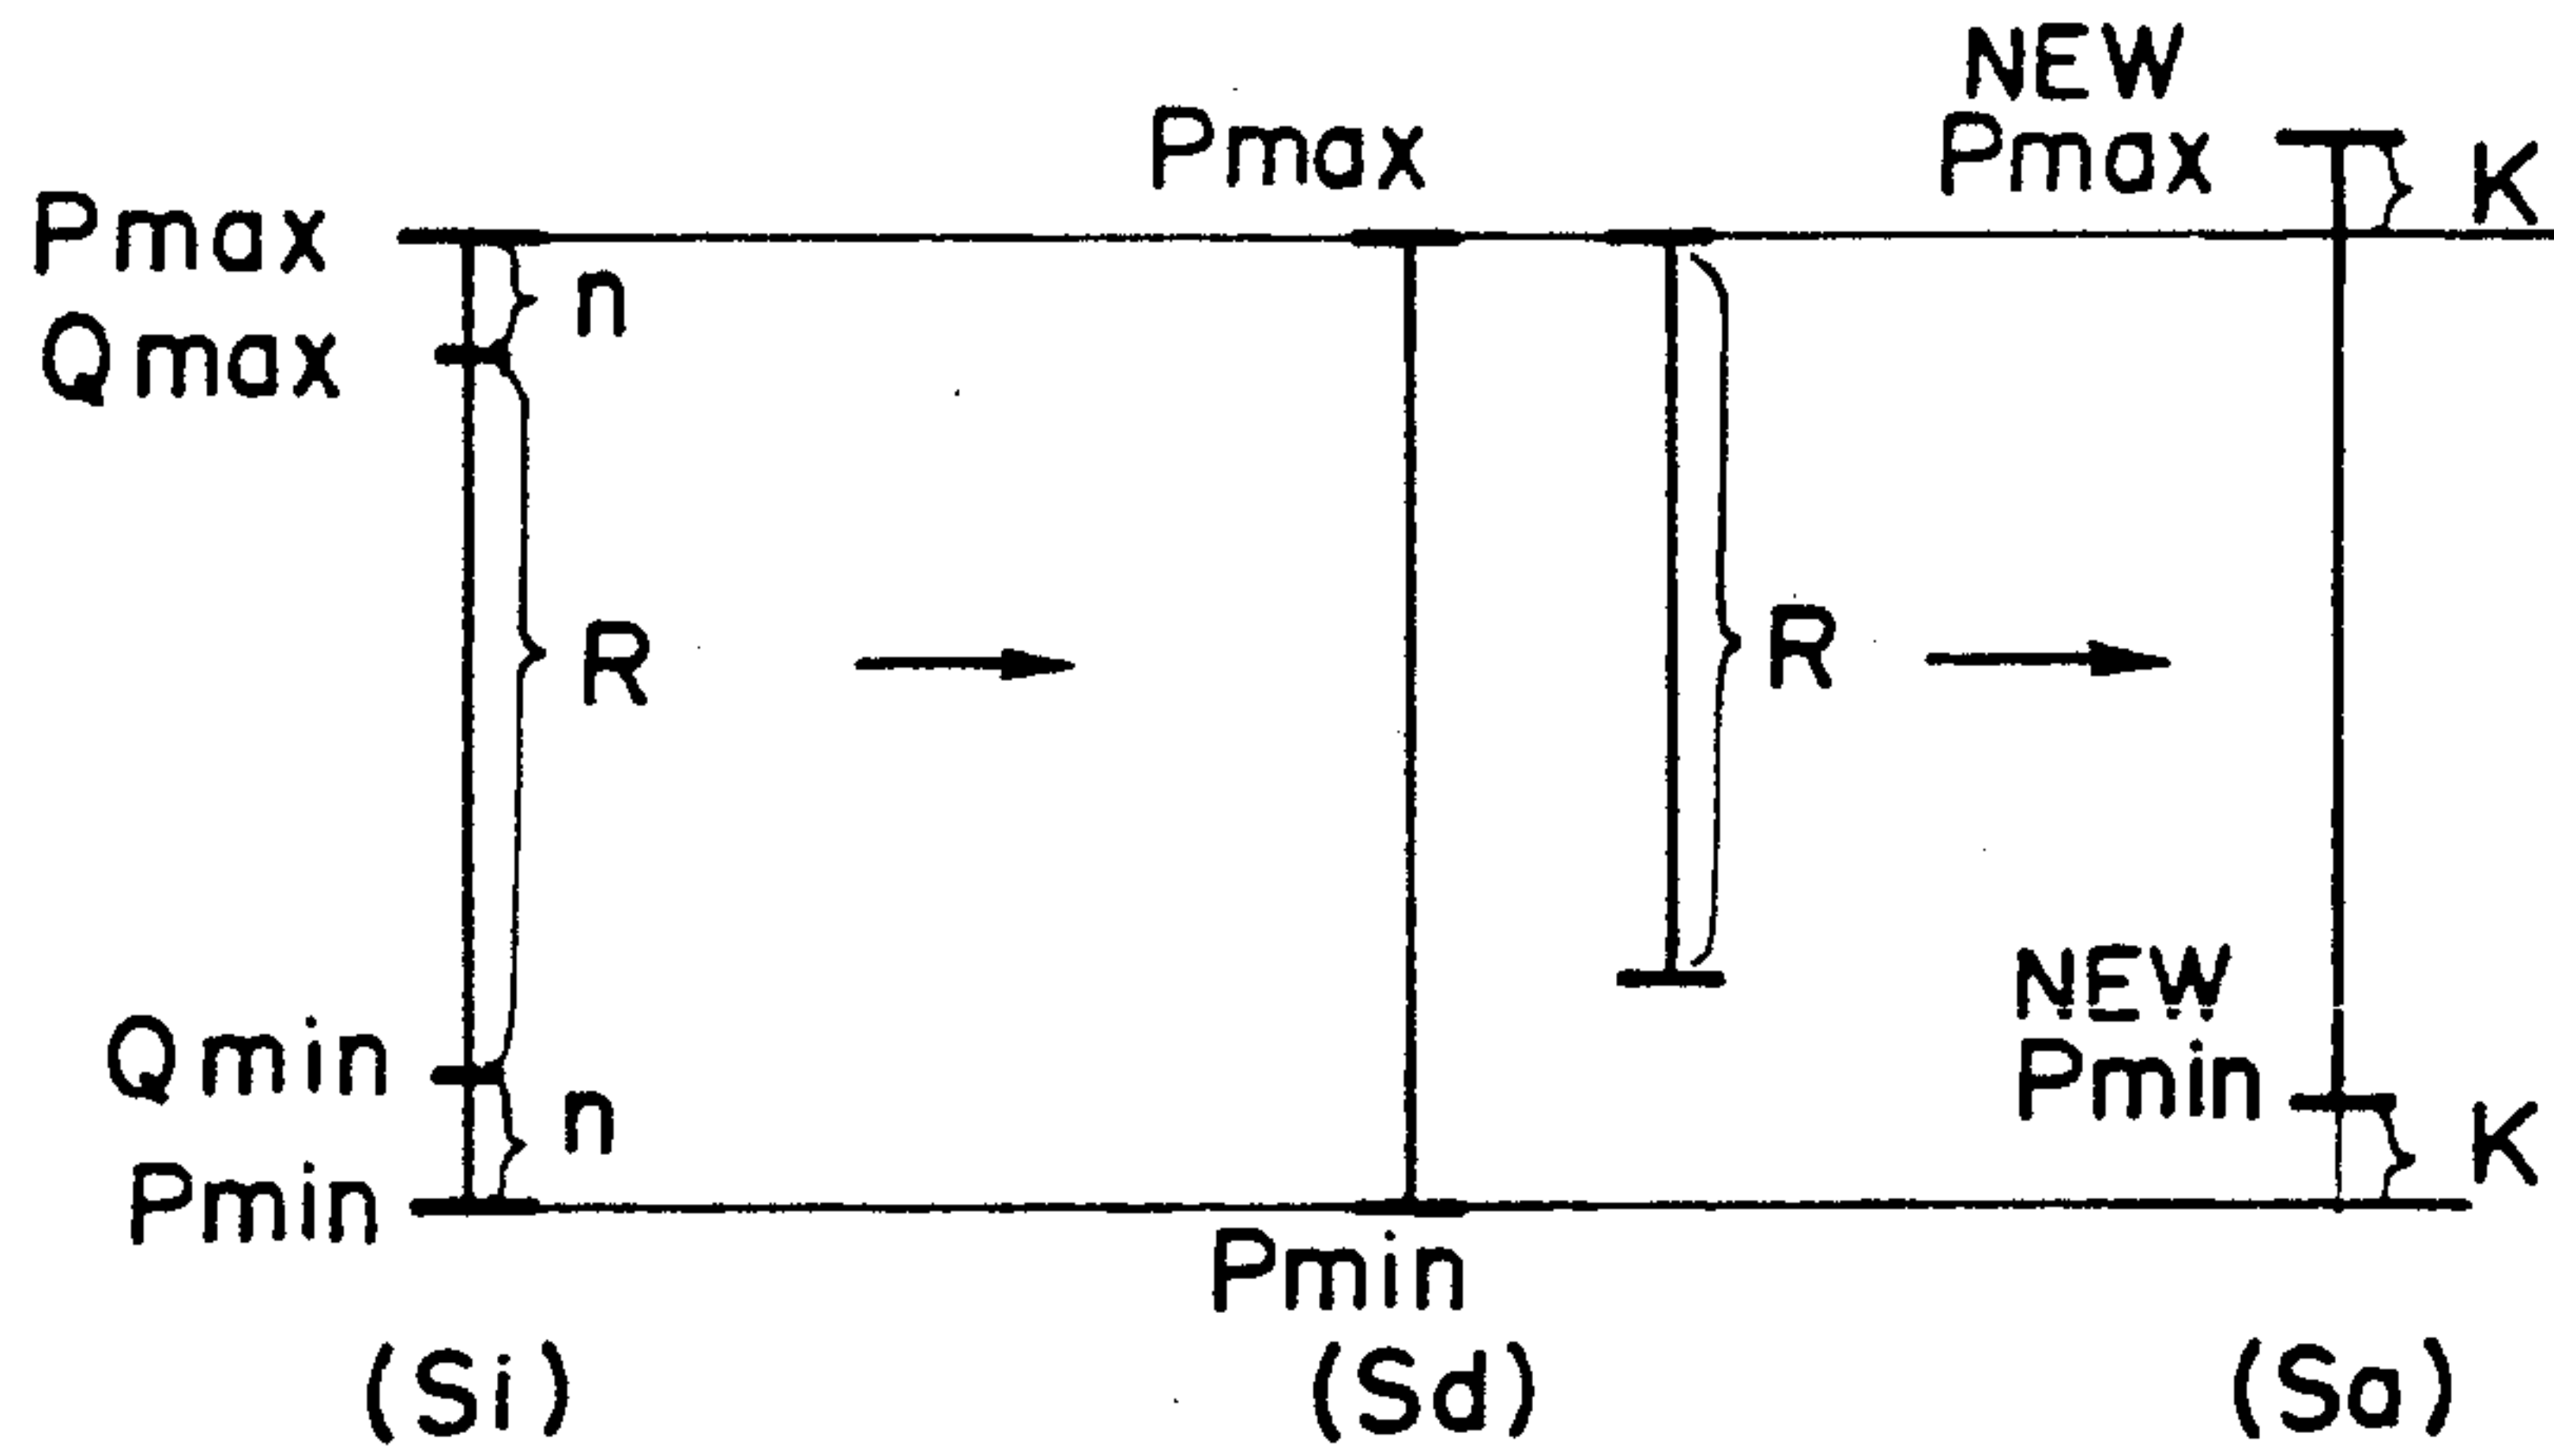 Pmax
Qmax
n
R
Qmin
n
Pmin
(Si)
Pmax
R
Pmin
(Sd)
NEW
Pmax
K
NEW
Pmin
K
(Sa)